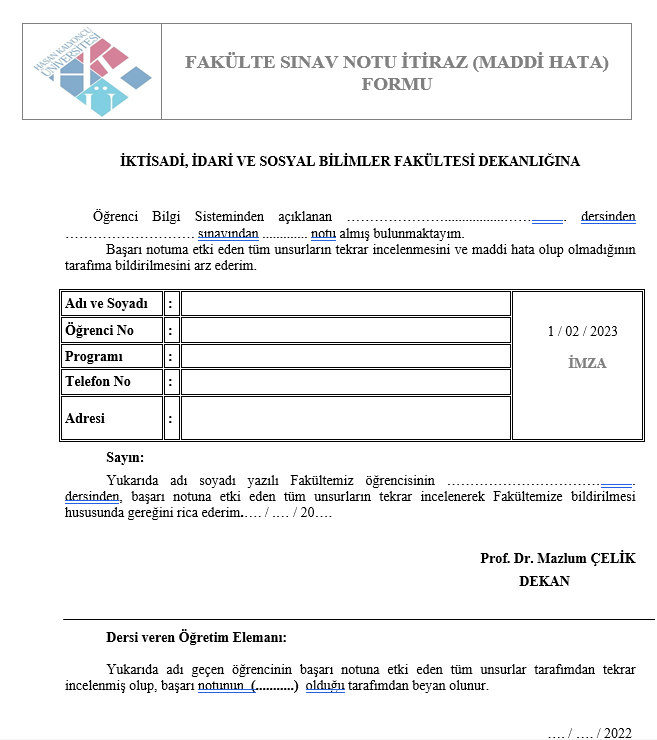 HASAN KALYONCU
ÜNİVERSİTESİ
FAKÜLTE SINAV NOTU İTİRAZ (MADDİ HATA)
FORMU
İKTİSADİ, İDARİ VE SOSYAL BİLİMLER FAKÜLTESİ DEKANLIĞINA
Öğrenci Bilgi Sisteminden açıklanan …………………..................……. dersinden
……………………… sınavından ............. notu almış bulunmaktayım.
Başarı notuma etki eden tüm unsurların tekrar incelenmesini ve maddi hata olup olmadığının
tarafıma bildirilmesini arz ederim.
Adı ve Soyadı :
Öğrenci No :
1 / 02 / 2023
Programı :
İMZA
Telefon No :
Adresi :
Sayın:
Yukarıda adı soyadı yazılı Fakültemiz öğrencisinin ……………………………….
dersinden, başarı notuna etki eden tüm unsurların tekrar incelenerek Fakültemize bildirilmesi
hususunda gereğini rica ederim.…. / …. / 20….
Prof. Dr. Mazlum ÇELİK
DEKAN
Dersi veren Öğretim Elemanı:
Yukarıda adı geçen öğrencinin başarı notuna etki eden tüm unsurlar tarafımdan tekrar
incelenmiş olup, başarı notunun (...........) olduğu tarafımdan beyan olunur.
…. / …. / 2022